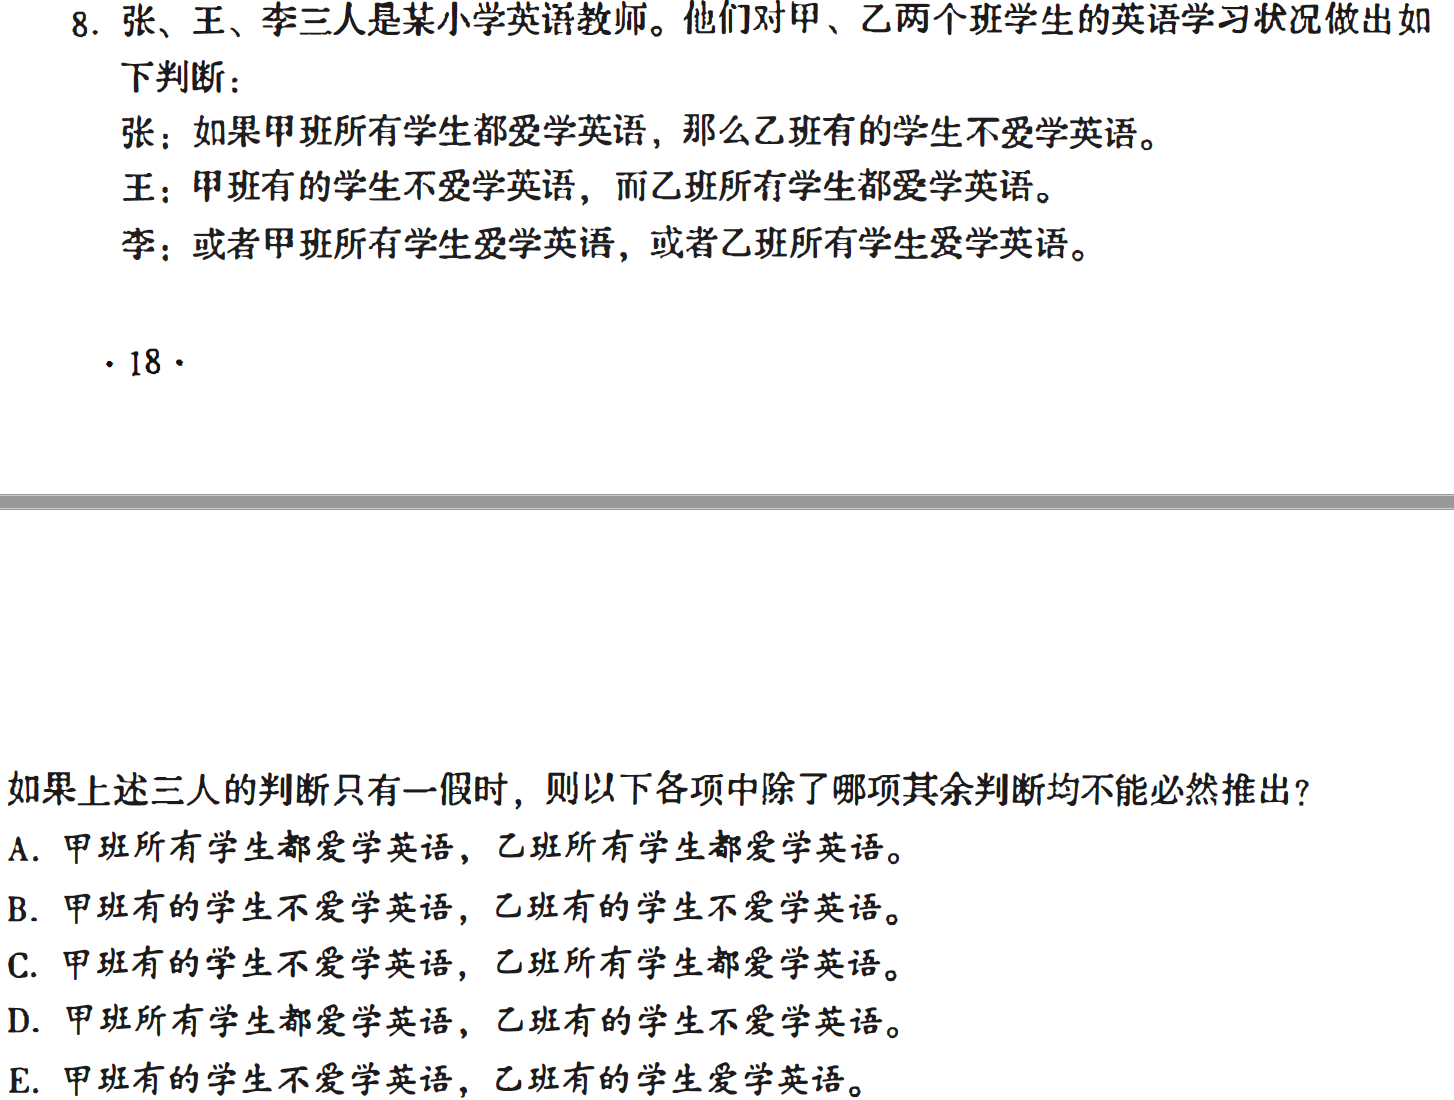 8. 张、王、李三人是某小学英语教师。他们对甲、乙两个班学生的英语学习状况做出如
下判断：
张：如果甲班所有学生都爱学英语，那么乙班有的学生不爱学英语。
王：甲班有的学生不爱学英语，而乙班所有学生都爱学英语。
李：或者甲班所有学生爱学英语，或者乙班所有学生爱学英语。
· 18 ·
如果上述三人的判断只有一假时，则以下各项中除了哪项其余判断均不能必然推出？
A. 甲班所有学生都爱学英语，乙班所有学生都爱学英语。
B. 甲班有的学生不爱学英语，乙班有的学生不爱学英语。
C. 甲班有的学生不爱学英语，乙班所有学生都爱学英语。
D. 甲班所有学生都爱学英语，乙班有的学生不爱学英语。
E. 甲班有的学生不爱学英语，乙班有的学生爱学英语。